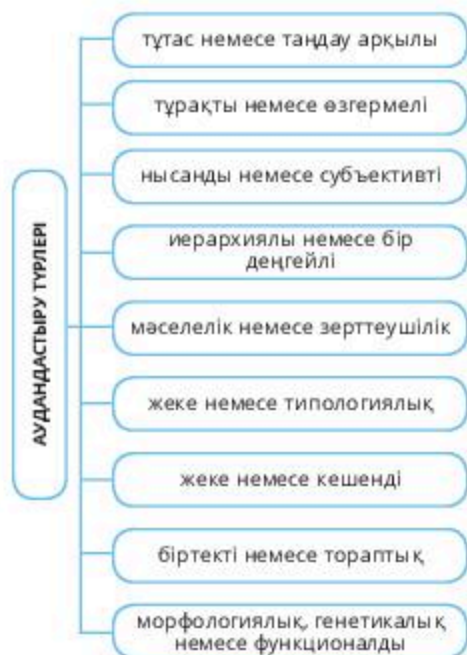 АУДАНДАСТЫРУ ТҮРЛЕРІ
тұтас немесе таңдау арқылы
тұрақты немесе өзгермелі
нысанды немесе субъективті
иерархиялы немесе бір
деңгейлі
мәселелік немесе зерттеушілік
жеке немесе типологиялық
жеке немесе кешенді
біртекті немесе тораптық
морфологиялық, генетикалық
немесе функционалды